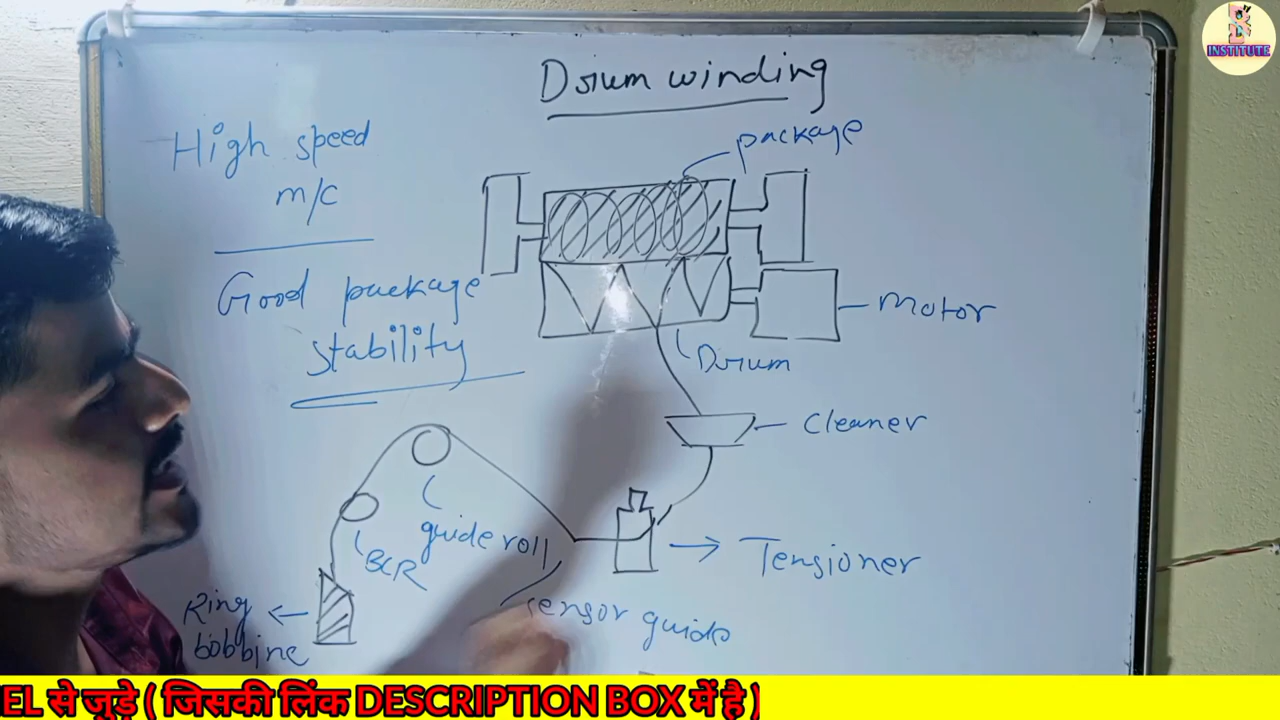 INSTITUTE
Drum winding
High speed
m/c
Good package
stability
package
Motor
Drum
Cleaner
Tensioner
guide roll
BCR
sensor guide
Ring
bobbine
EL से जुड़े ( जिसकी लिंक DESCRIPTION BOX में है )